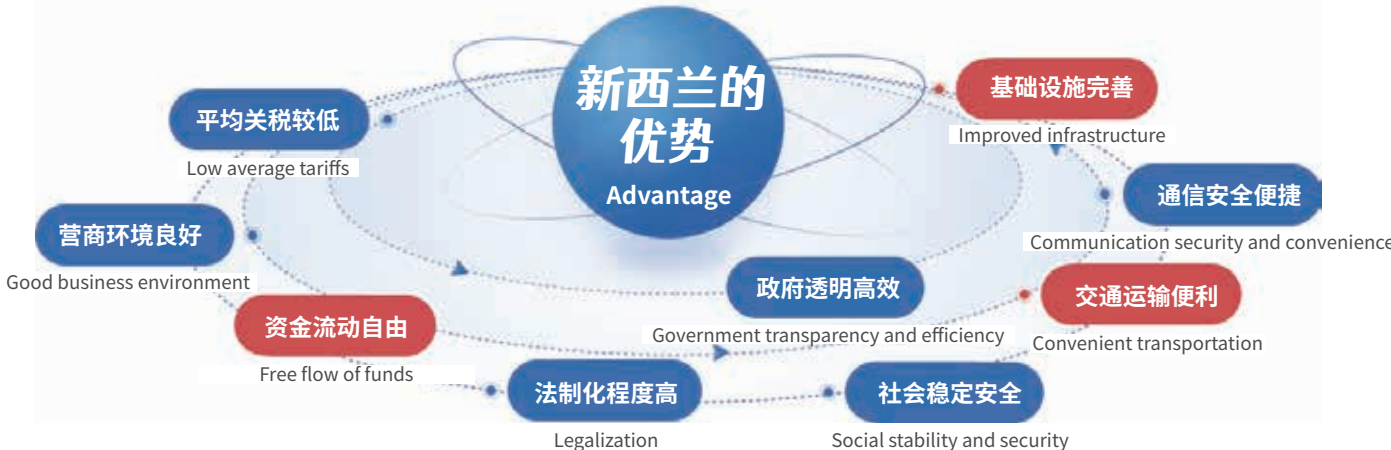 新西兰的
优势
Advantage
平均关税较低
Low average tariffs
基础设施完善
Improved infrastructure
通信安全便捷
Communication security and convenience
营商环境良好
Good business environment
政府透明高效
Government transparency and efficiency
交通运输便利
Convenient transportation
资金流动自由
Free flow of funds
法制化程度高
Legalization
社会稳定安全
Social stability and security